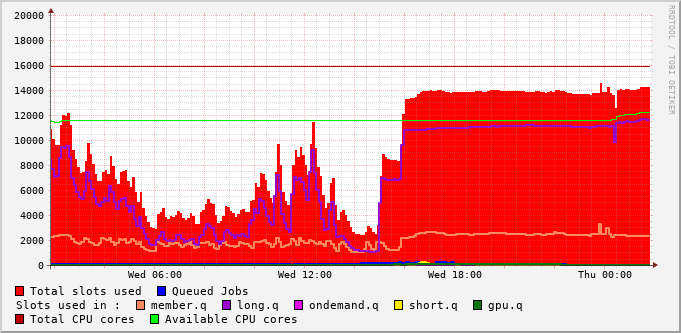 RRDTOOL / TOBI OETIKER
20000
18000
16000
14000
12000
10000
8000
6000
4000
2000
0
Wed 06:00 Wed 12:00 Wed 18:00 Thu 00:00
Total slots used Queued Jobs
Slots used in : member.q long.q ondemand.q short.q gpu.q
Total CPU cores Available CPU cores